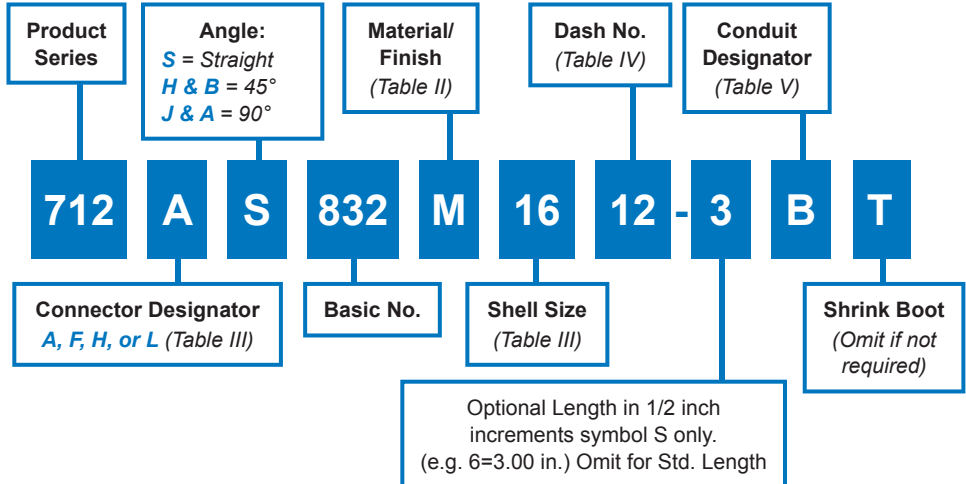 Product
Series
Angle:
S = Straight
H & B = 45°
J & A = 90°
Material/
Finish
(Table II)
Dash No.
(Table IV)
Conduit
Designator
(Table V)
712 A S 832 M 16 12 - 3 B T
Connector Designator
A, F, H, or L (Table III)
Basic No.
Shell Size
(Table III)
Shrink Boot
(Omit if not
required)
Optional Length in 1/2 inch
increments symbol S only.
(e.g. 6=3.00 in.) Omit for Std. Length